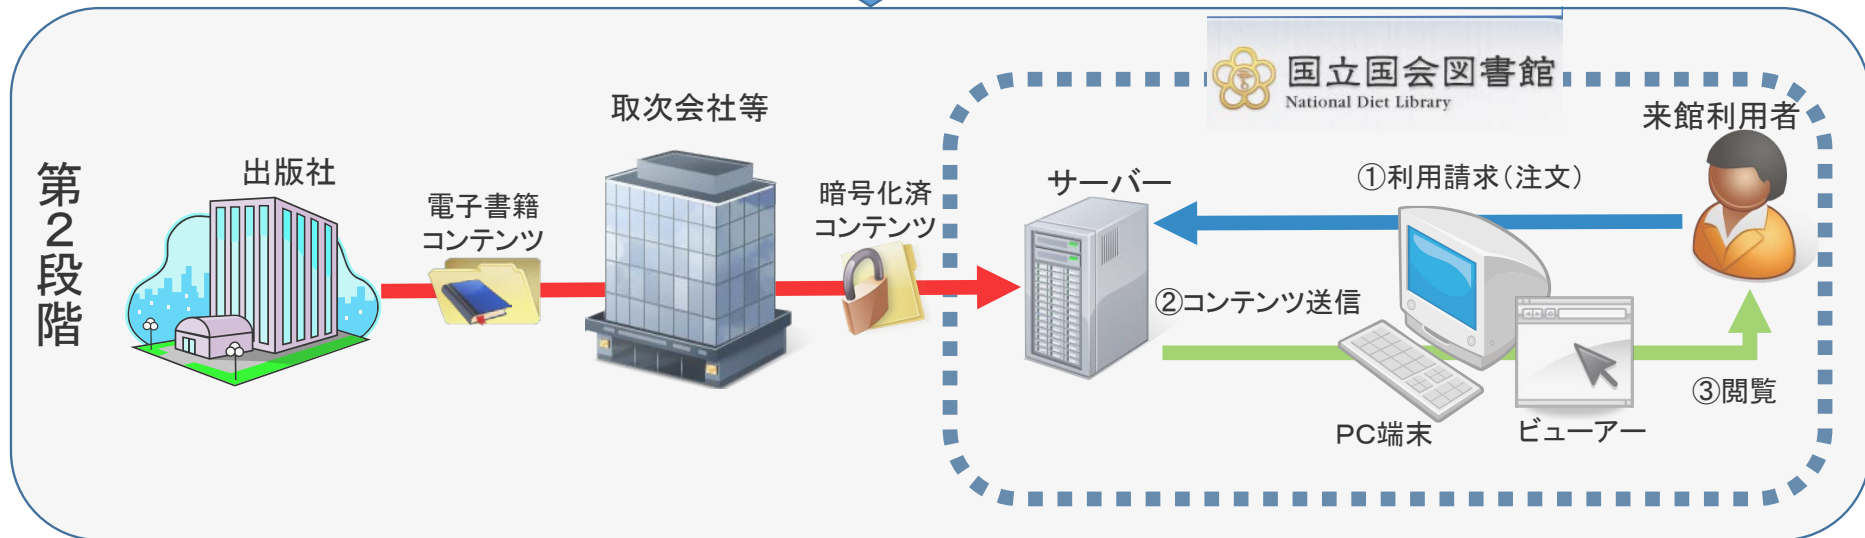 第2段階
出版社
電子書籍
コンテンツ
取次会社等
暗号化済
コンテンツ
国立国会図書館
National Diet Library
サーバー
来館利用者
①利用請求(注文)
②コンテンツ送信
PC端末
ビューアー
③閲覧